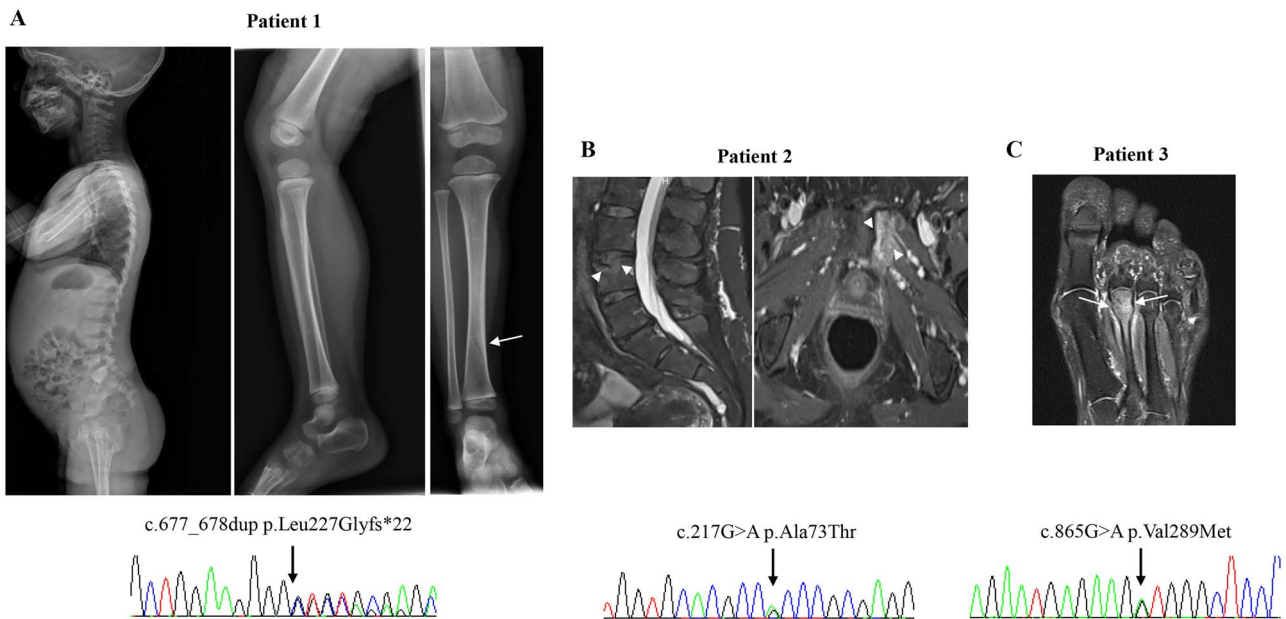 A
Patient 1
B
Patient 2
C
Patient 3
c.677_678dup p.Leu227Glyfs*22
c.217G>A p.Ala73Thr
c.865G>A p.Val289Met